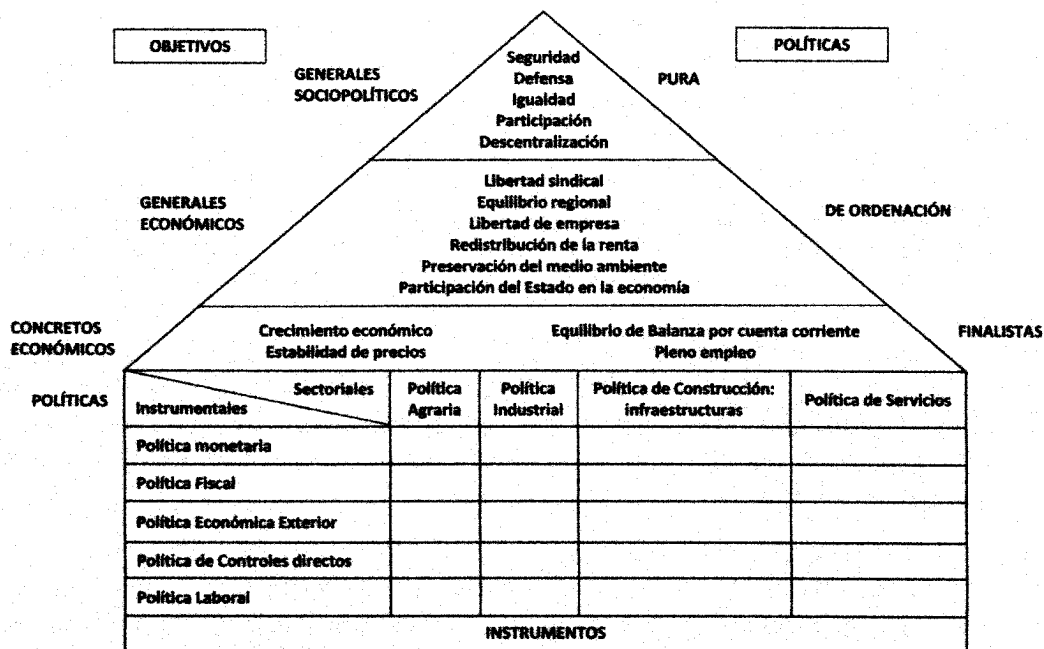 OBJETIVOS
POLÍTICAS
GENERALES
SOCIOPOLÍTICOS
Seguridad
Defensa
Igualdad
Participación
Descentralización
PURA
GENERALES
ECONÓMICOS
Libertad sindical
Equilibrio regional
Libertad de empresa
Redistribución de la renta
Preservación del medio ambiente
Participación del Estado en la economía
DE ORDENACIÓN
CONCRETOS
ECONÓMICOS
Crecimiento económico
Estabilidad de precios
Equilibrio de Balanza por cuenta corriente
Pleno empleo
FINALISTAS
POLÍTICAS
Sectoriales
Instrumentales
Política
Agraria
Política
Industrial
Política de Construcción:
infraestructuras
Política de Servicios
Política monetaria
Política Fiscal
Política Económica Exterior
Política de Controles directos
Política Laboral
INSTRUMENTOS